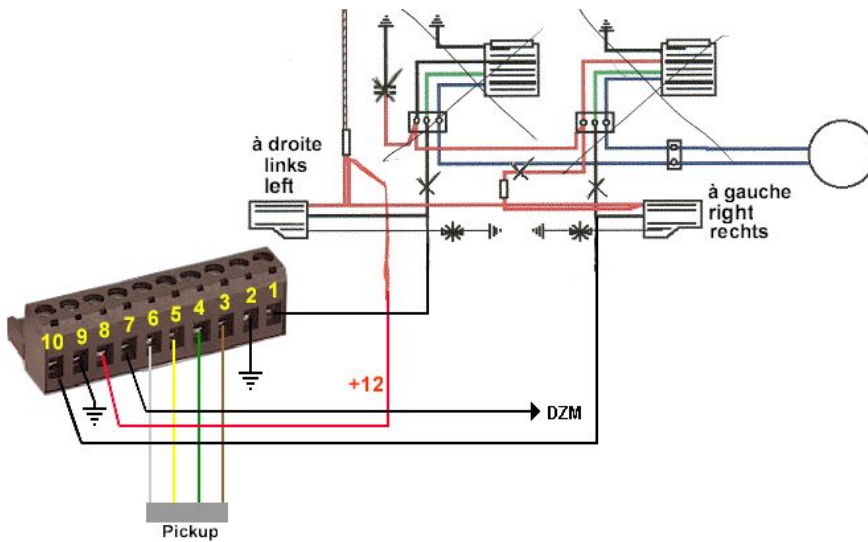 à droite
links
left
à gauche
right
rechts
10 9 8 7 6 5 4 3 2 1
+12
DZM
Pickup